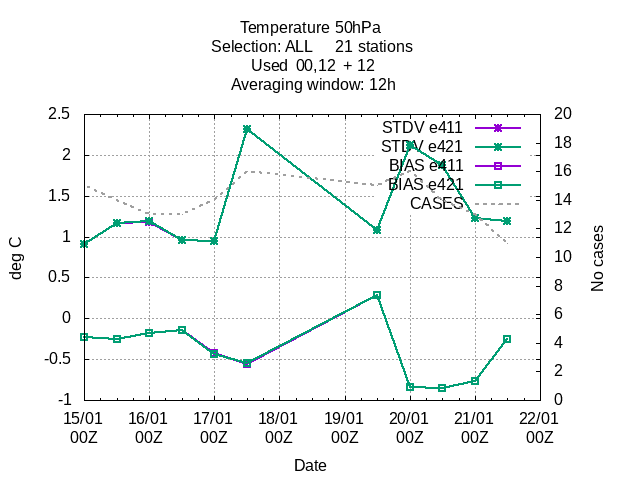 Temperature 50hPa
Selection: ALL 21 stations
Used 00,12 + 12
Averaging window: 12h
2.5
2
1.5
1
0.5
0
-0.5
-1
deg C
20
18
16
14
12
10
8
6
4
2
0
No cases
STDV e411
STDV e421
BIAS e411
BIAS e421
CASES
15/01 16/01 17/01 18/01 19/01 20/01 21/01 22/01
00Z 00Z 00Z 00Z 00Z 00Z 00Z 00Z
Date